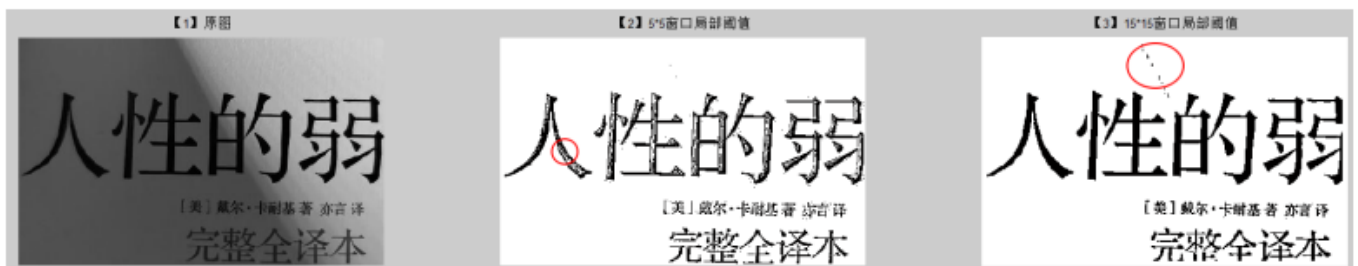 【1】原图
人性的弱
[美]戴尔·卡耐基著 亦言译
完整全译本
【2】5*5窗口局部阈值
人性的弱
[美]戴尔·卡耐基著 亦言译
完整全译本
【3】15*15窗口局部阈值
人性的弱
[美]戴尔·卡耐基著 亦言译
完整全译本